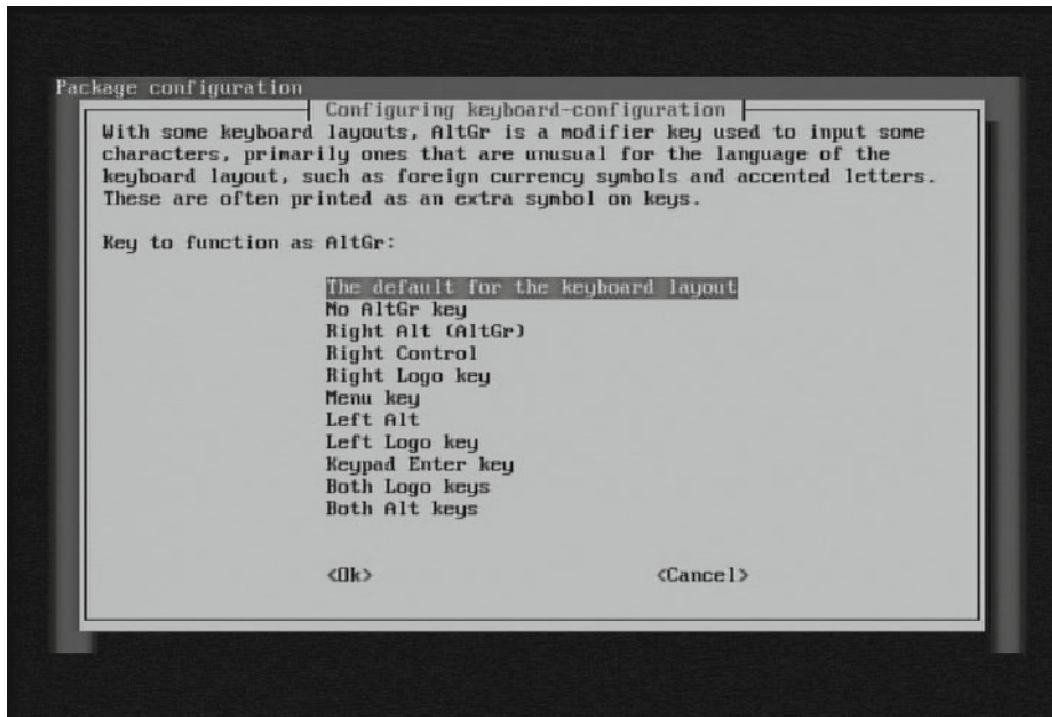 Package configuration
Configuring keyboard-configuration
With some keyboard layouts, AltGr is a modifier key used to input some
characters, primarily ones that are unusual for the language of the
keyboard layout, such as foreign currency symbols and accented letters.
These are often printed as an extra symbol on keys.
Key to function as AltGr:
The default for the keyboard layout
No AltGr key
Right Alt (AltGr)
Right Control
Right Logo key
Menu key
Left Alt
Left Logo key
Keypad Enter key
Both Logo keys
Both Alt keys
<Ok> <Cancel>